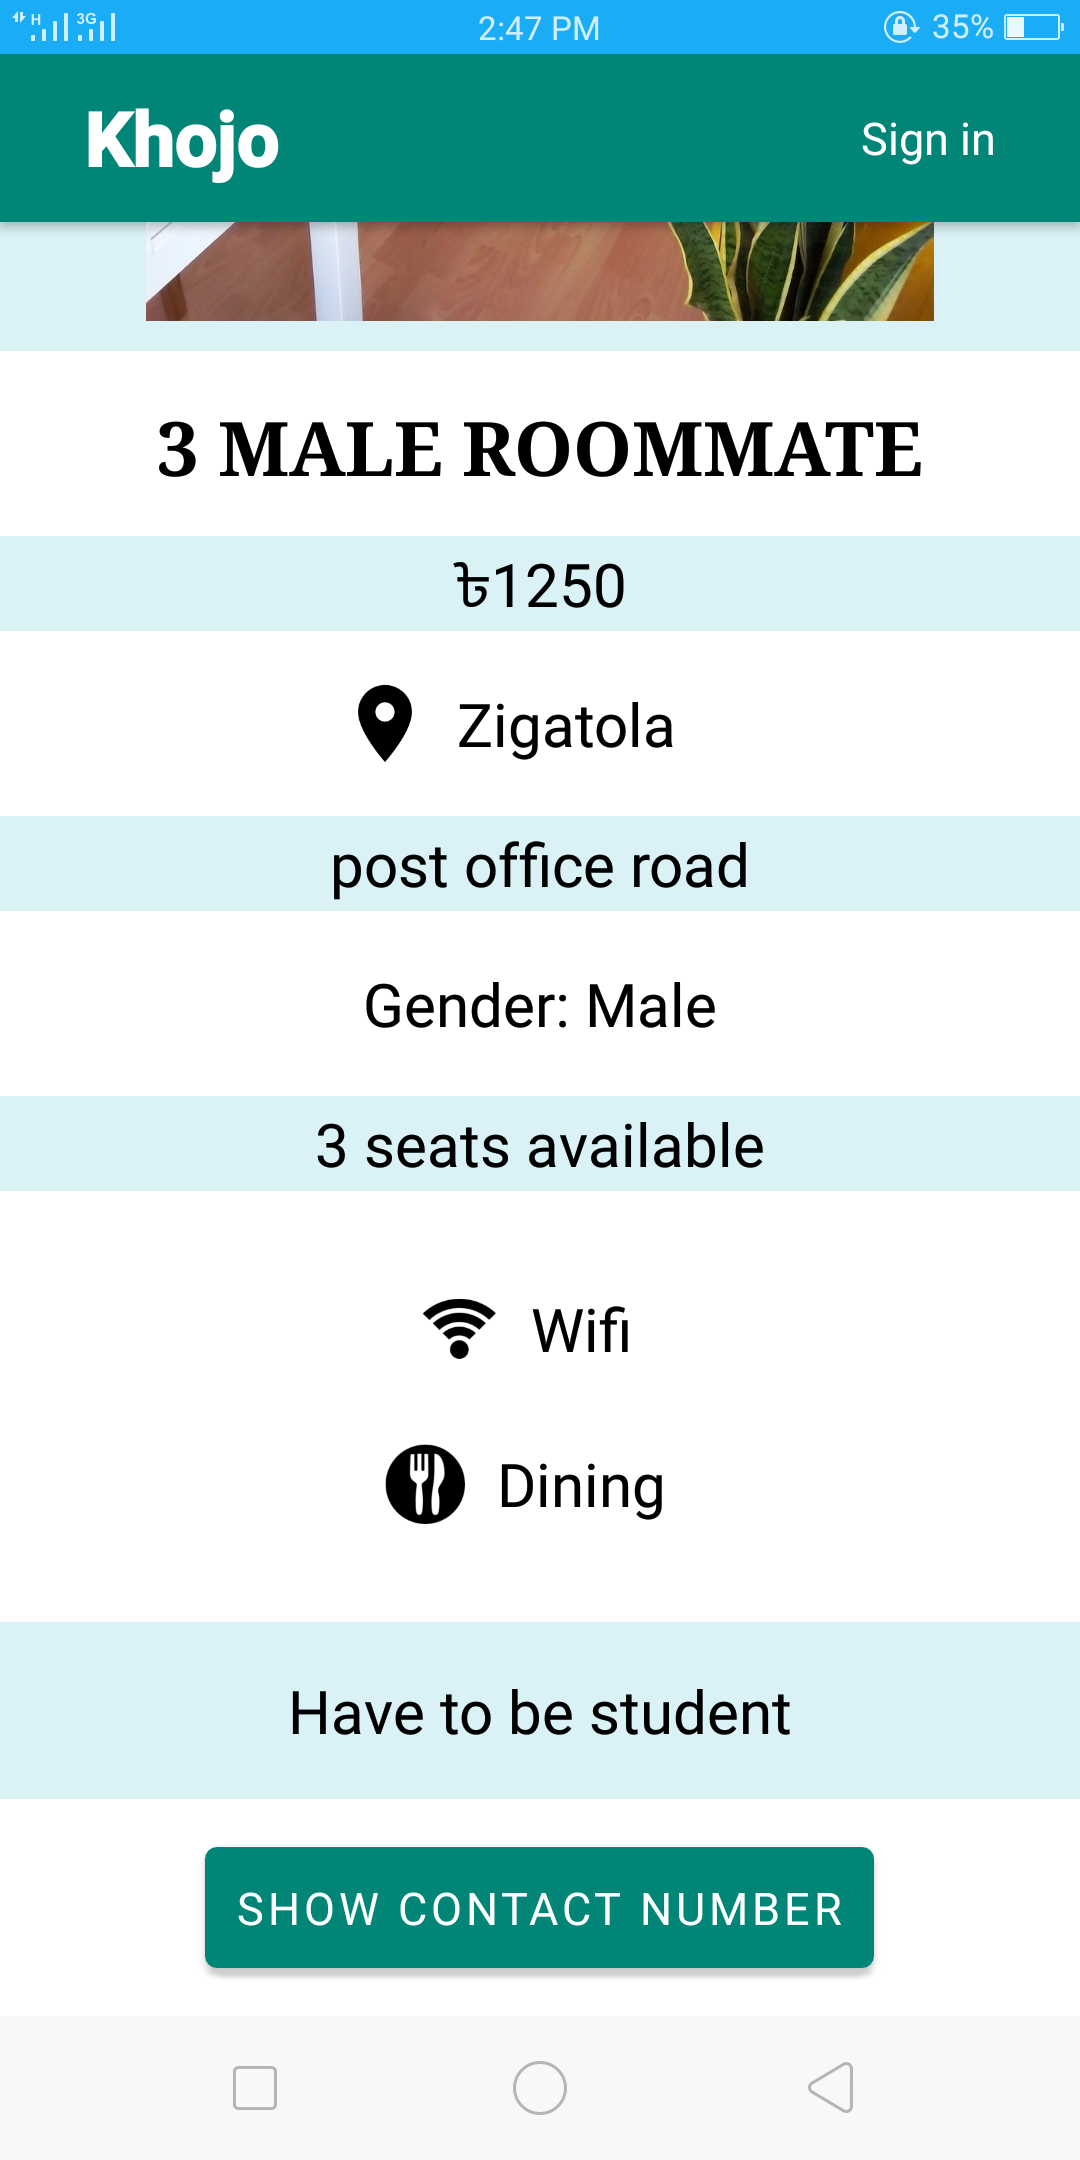 H 3G 2:47 PM 35%
Khojo Sign in
3 MALE ROOMMATE
৳1250
Zigatola
post office road
Gender: Male
3 seats available
Wifi
Dining
Have to be student
SHOW CONTACT NUMBER